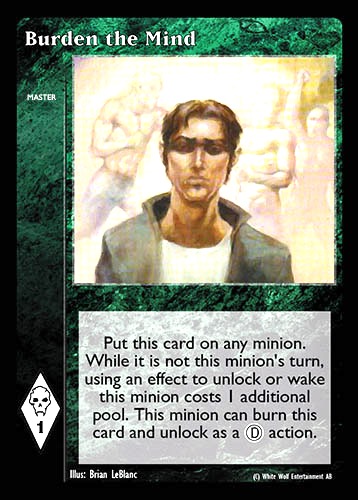 Burden the Mind
MASTER
Put this card on any minion.
While it is not this minion's turn,
using an effect to unlock or wake
this minion costs 1 additional
pool. This minion can burn this
card and unlock as a Ⓓ action.
1
Illus: Brian LeBlanc
(C) White Wolf Entertainment AB